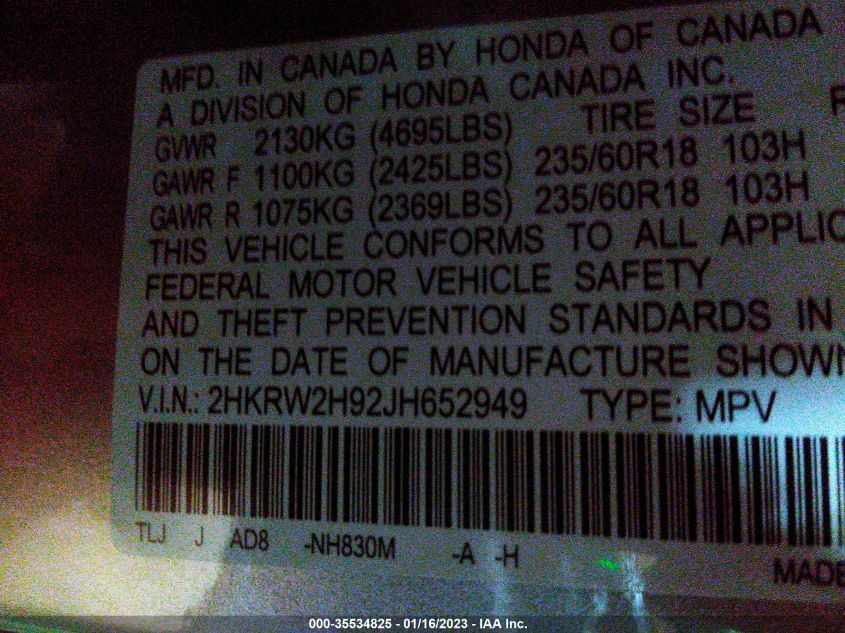 MFD. IN CANADA BY HONDA OF CANADA
A DIVISION OF HONDA CANADA INC.
GVWR 2130KG (4695LBS) TIRE SIZE R
GAWR F 1100KG (2425LBS) 235/60R18 103H
GAWR R 1075KG (2369LBS) 235/60R18 103H
THIS VEHICLE CONFORMS TO ALL APPLIC
FEDERAL MOTOR VEHICLE SAFETY
AND THEFT PREVENTION STANDARDS IN
ON THE DATE OF MANUFACTURE SHOWN
V.I.N.: 2HKRW2H92JH652949 TYPE: MPV
TLJ J AD8 -NH830M -A -H
MADE
000-35534825 - 01/16/2023 - IAA Inc.